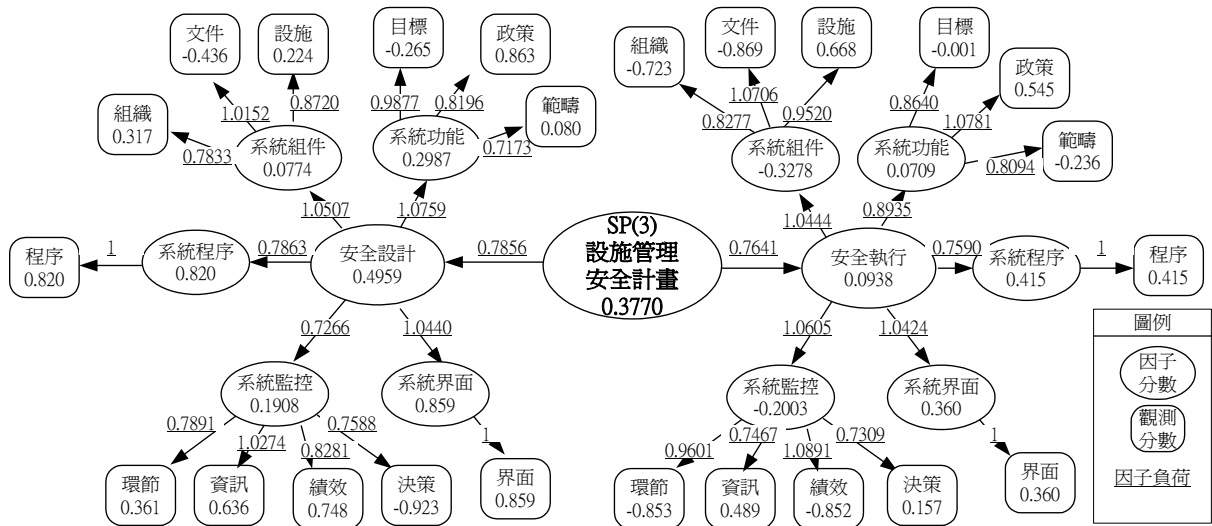 文件
-0.436
設施
0.224
目標
-0.265
政策
0.863
組織
0.317
範疇
0.080
1.0152
0.8720
0.9877
0.8196
0.7833
0.7173
系統組件
0.0774
系統功能
0.2987
1.0507
1.0759
程序
0.820
1
系統程序
0.820
0.7863
安全設計
0.4959
0.7856
SP(3)
設施管理
安全計畫
0.3770
0.7266
1.0440
系統監控
0.1908
系統界面
0.859
0.7891
1.0274
0.8281
0.7588
1
環節
0.361
資訊
0.636
績效
0.748
決策
-0.923
界面
0.859
組織
-0.723
文件
-0.869
設施
0.668
目標
-0.001
政策
0.545
範疇
-0.236
0.8277
1.0706
0.9520
0.8640
1.0781
0.8094
系統組件
-0.3278
系統功能
0.0709
1.0444
0.8935
0.7641
安全執行
0.0938
0.7590
系統程序
0.415
1
程序
0.415
1.0605
1.0424
系統監控
-0.2003
系統界面
0.360
0.9601
0.7467
1.0891
0.7309
1
環節
-0.853
資訊
0.489
績效
-0.852
決策
0.157
界面
0.360
圖例
因子
分數
觀測
分數
因子負荷